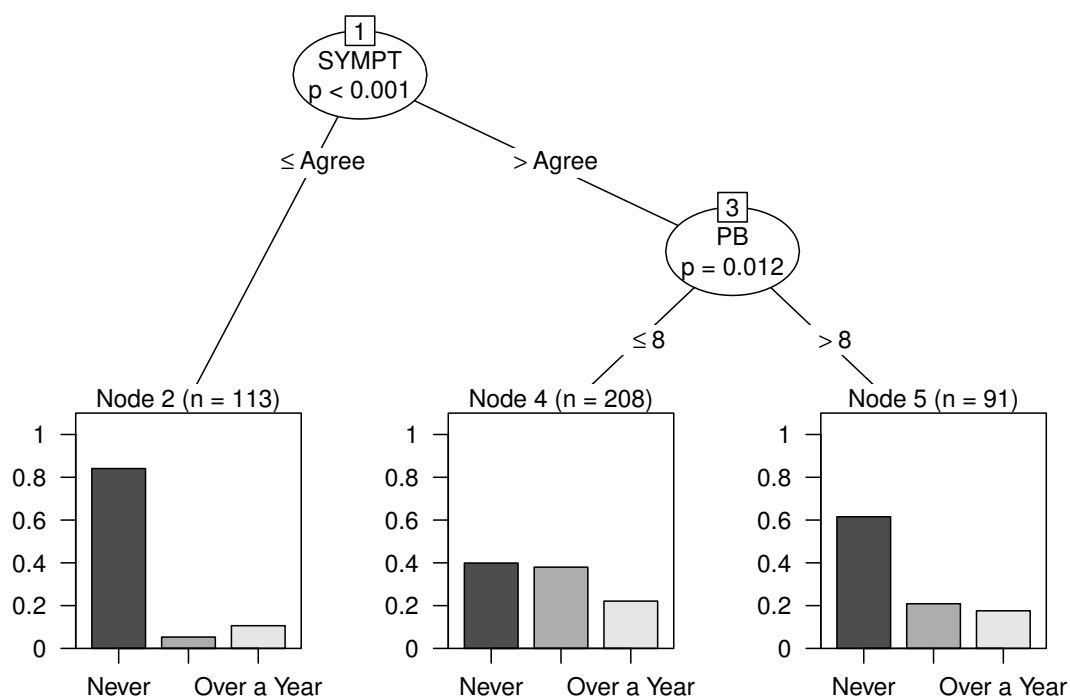 1
SYMPT
p < 0.001
≤ Agree
> Agree
3
PB
p = 0.012
≤ 8
> 8
Node 2 (n = 113)
Never
Over a Year
0
0.2
0.4
0.6
0.8
1
Node 4 (n = 208)
Never
Over a Year
0
0.2
0.4
0.6
0.8
1
Node 5 (n = 91)
Never
Over a Year
0
0.2
0.4
0.6
0.8
1